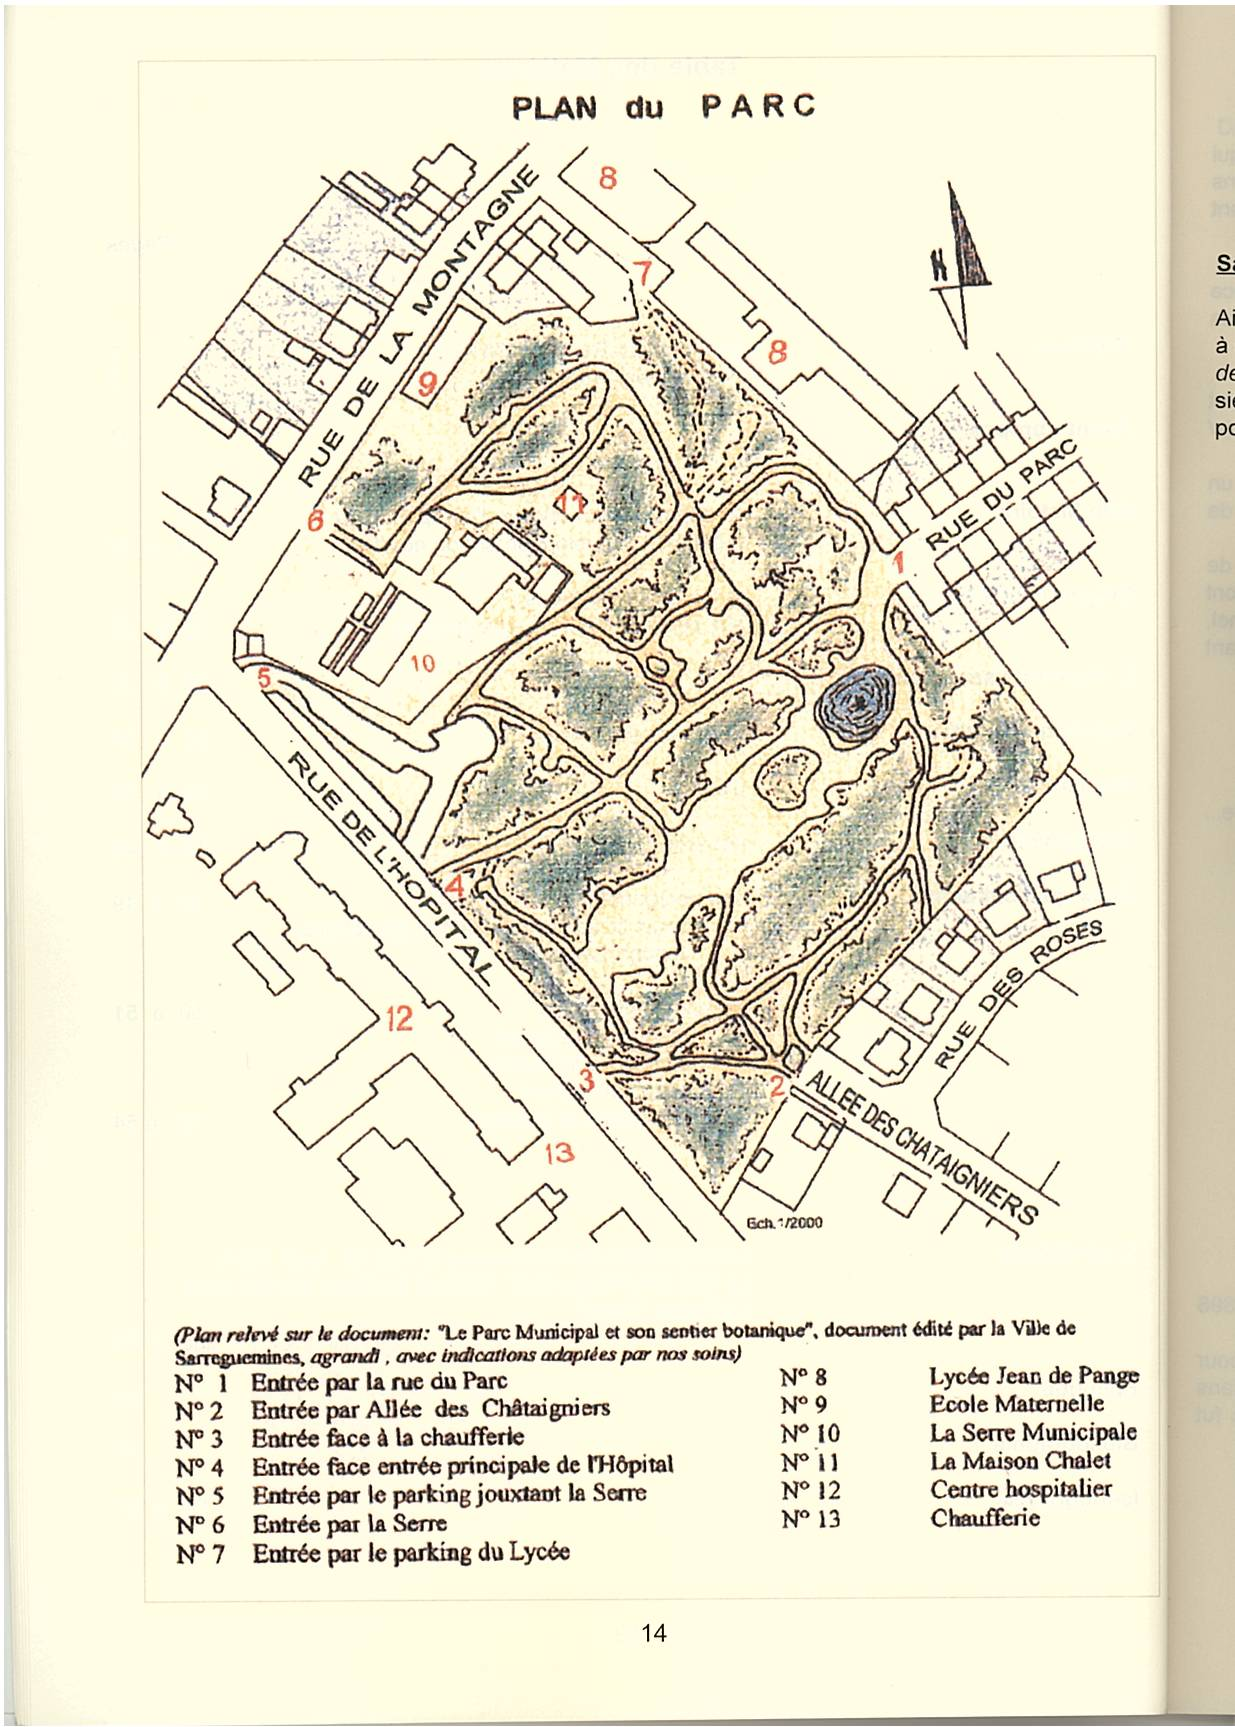 PLAN du PARC
8
7
RUE DE LA MONTAGNE
N
8
9
RUE DU PARC
11
6
1
10
5
RUE DE L'HOPITAL
4
RUE DES ROSES
12
3
2
ALLEE DES CHATAIGNIERS
13
Ech. 1/2000
(Plan relevé sur le document: "Le Parc Municipal et son sentier botanique", document édité par la Ville de
Sarreguemines, agrandi , avec indications adaptées par nos soins)
N° 1 Entrée par la rue du Parc
N° 2 Entrée par Allée des Châtaigniers
N° 3 Entrée face à la chaufferie
N° 4 Entrée face entrée principale de l'Hôpital
N° 5 Entrée par le parking jouxtant la Serre
N° 6 Entrée par la Serre
N° 7 Entrée par le parking du Lycée
N° 8 Lycée Jean de Pange
N° 9 Ecole Maternelle
N° 10 La Serre Municipale
N° 11 La Maison Chalet
N° 12 Centre hospitalier
N° 13 Chaufferie
14
Sa
Ai
à
de
sie
po